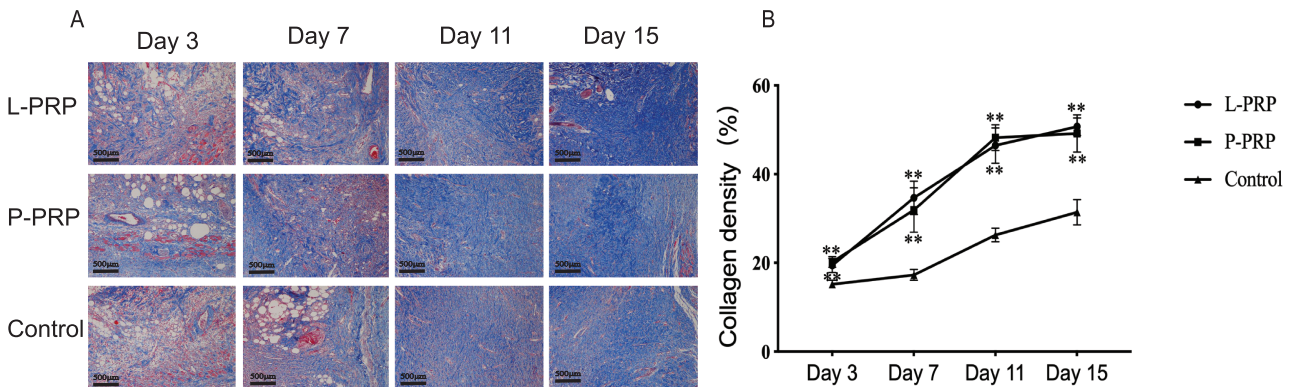 A
Day 3
Day 7
Day 11
Day 15
L-PRP
500μm
500μm
500μm
500μm
P-PRP
500μm
500μm
500μm
500μm
Control
500μm
500μm
500μm
500μm
B
Collagen density (%)
60
40
20
0
**
**
**
**
**
**
**
**
Day 3
Day 7
Day 11
Day 15
L-PRP
P-PRP
Control